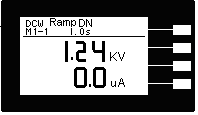 DCW Ramp DN
M1-1 1.0s
1.24 KV
0.0 uA